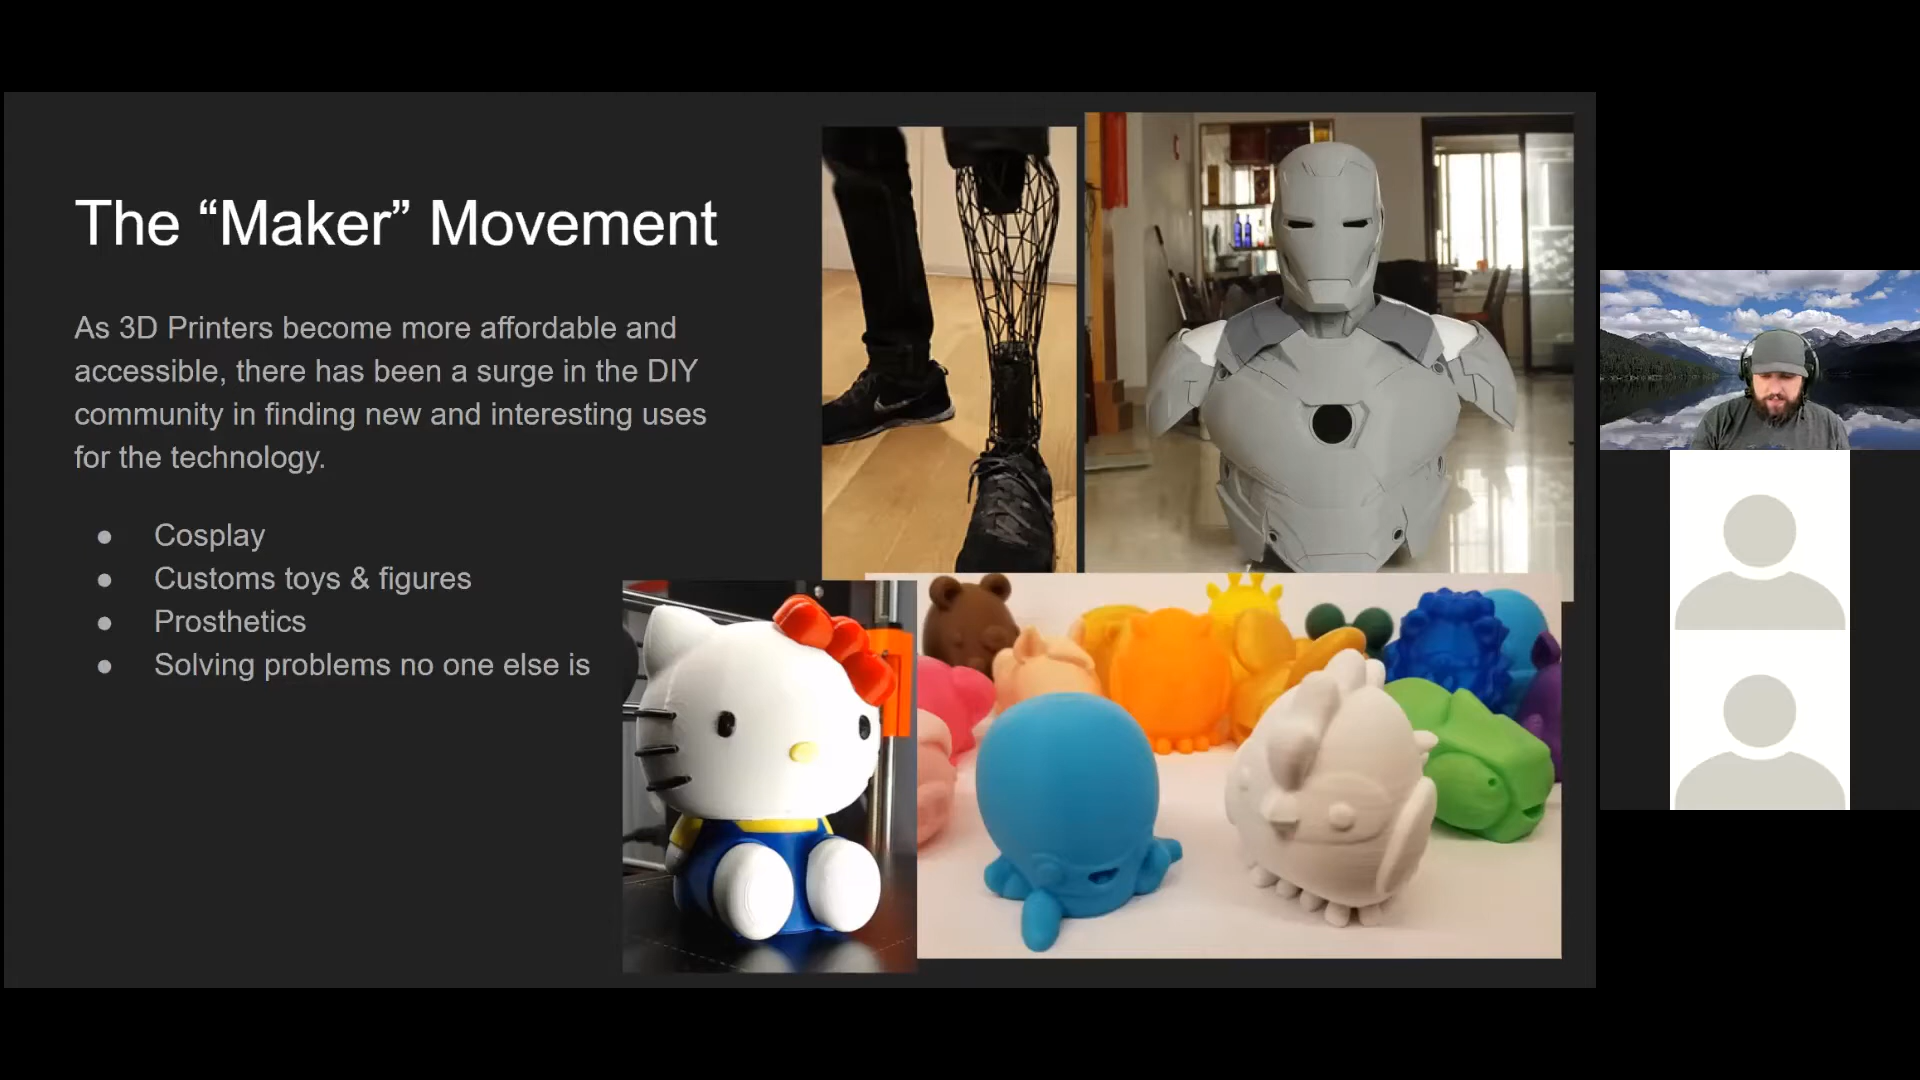 The “Maker” Movement
As 3D Printers become more affordable and
accessible, there has been a surge in the DIY
community in finding new and interesting uses
for the technology.
● Cosplay
● Customs toys & figures
● Prosthetics
● Solving problems no one else is